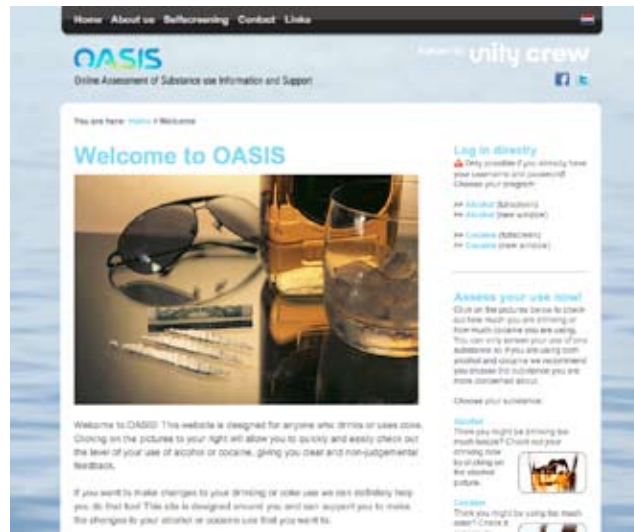 Home About us Selfscreening Contact Links
OASIS
unity crew
Online Assessment of Substance use Information and Support
You are here: Home > Welcome
Welcome to OASIS
Log in directly
Only possible if you already have
your username and password!
Choose your program:
>> Alcohol (fullscreen)
>> Alcohol (new window)
>> Cocaine (fullscreen)
>> Cocaine (new window)
Assess your use now!
Click on the pictures below to check
out how much you are drinking or
how much cocaine you are using.
You can only screen your use of one
substance so if you are using both
alcohol and cocaine we recommend
you choose the substance you are
more concerned about.
Choose your substance:
Alcohol
Think you might be drinking too
much booze? Check out your
drinking now
by clicking on
the alcohol
picture.
Cocaine
Think you might be using too much
Welcome to OASIS! This website is designed for anyone who drinks or uses coke.
Clicking on the pictures to your right will allow you to quickly and easily check out
the level of your use of alcohol or cocaine, giving you clear and non-judgemental
feedback.
If you want to make changes to your drinking or coke use we can definitely help
you do that too! This site is designed around you and can support you to make
the changes to your alcohol or cocaine use that you want to.